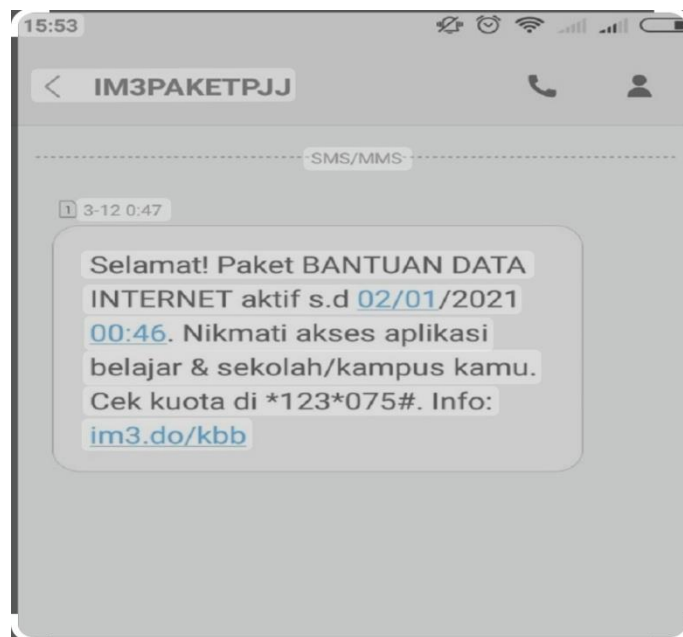 15:53
IM3PAKETPJJ
SMS/MMS
1 3-12 0:47
Selamat! Paket BANTUAN DATA
INTERNET aktif s.d 02/01/2021
00:46. Nikmati akses aplikasi
belajar & sekolah/kampus kamu.
Cek kuota di *123*075#. Info:
im3.do/kbb